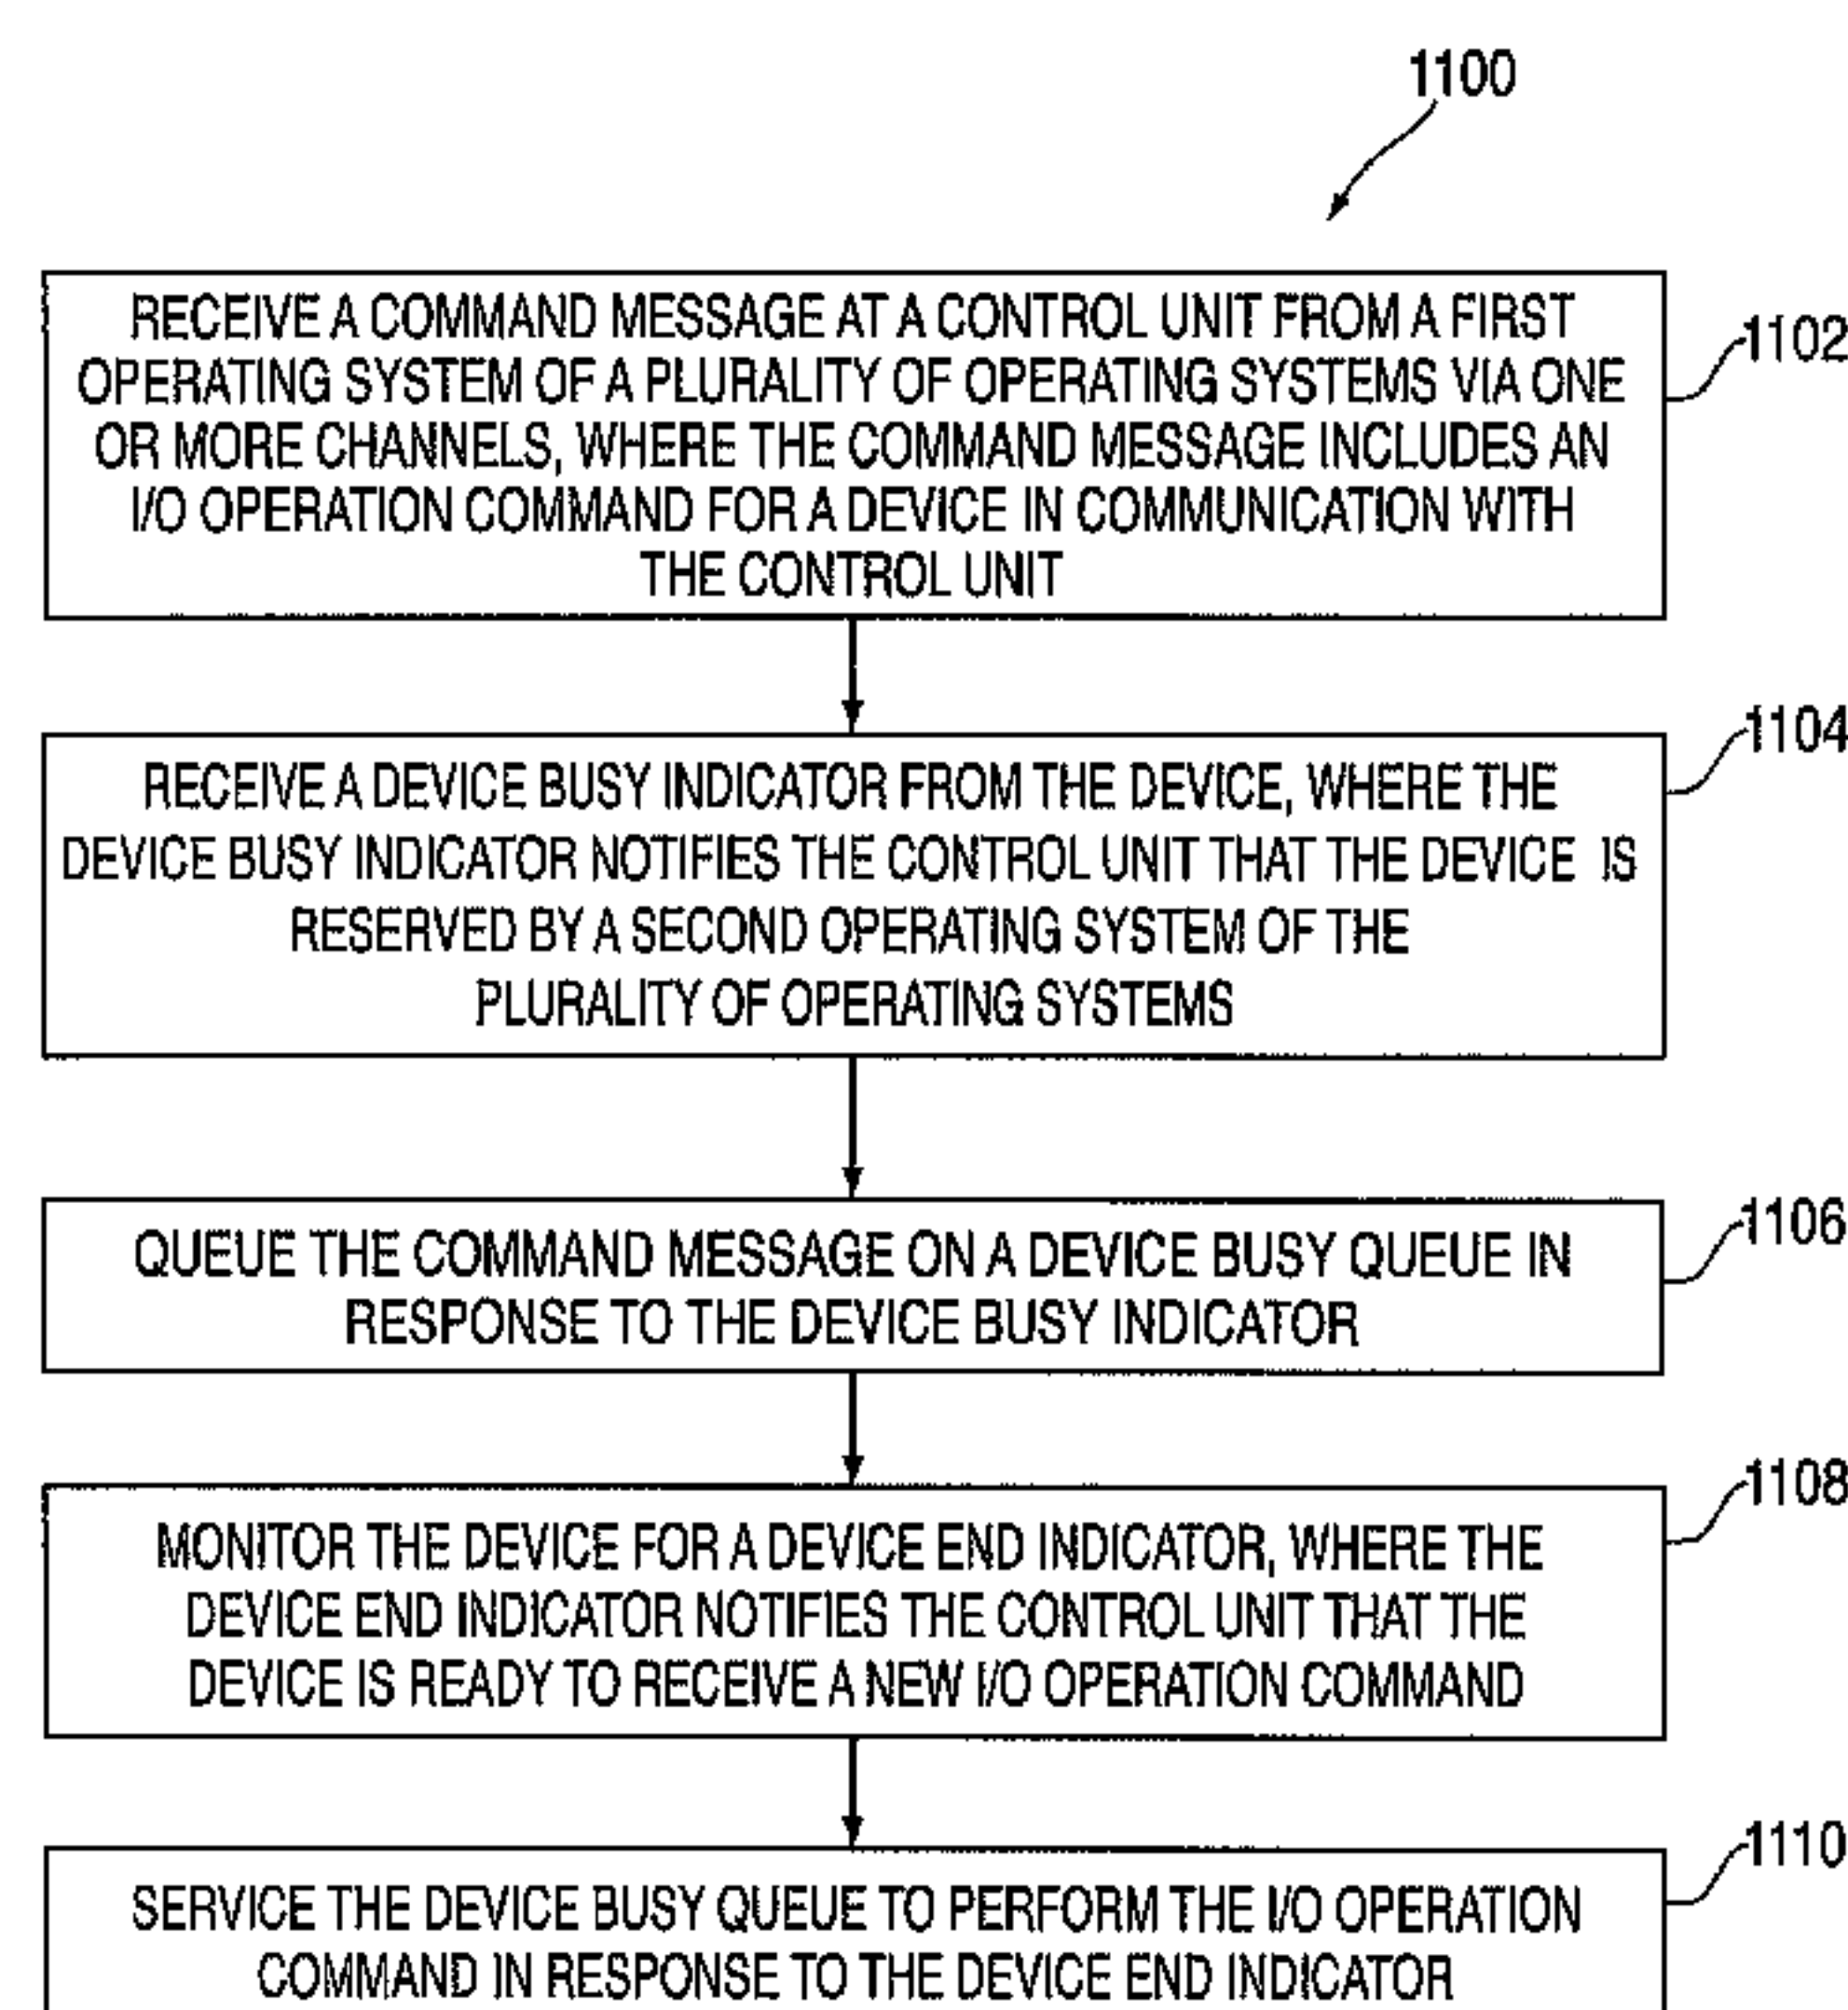 1100
RECEIVE A COMMAND MESSAGE AT A CONTROL UNIT FROM A FIRST
OPERATING SYSTEM OF A PLURALITY OF OPERATING SYSTEMS VIA ONE
OR MORE CHANNELS, WHERE THE COMMAND MESSAGE INCLUDES AN
I/O OPERATION COMMAND FOR A DEVICE IN COMMUNICATION WITH
THE CONTROL UNIT
1102
RECEIVE A DEVICE BUSY INDICATOR FROM THE DEVICE, WHERE THE
DEVICE BUSY INDICATOR NOTIFIES THE CONTROL UNIT THAT THE DEVICE IS
RESERVED BY A SECOND OPERATING SYSTEM OF THE
PLURALITY OF OPERATING SYSTEMS
1104
QUEUE THE COMMAND MESSAGE ON A DEVICE BUSY QUEUE IN
RESPONSE TO THE DEVICE BUSY INDICATOR
1106
MONITOR THE DEVICE FOR A DEVICE END INDICATOR, WHERE THE
DEVICE END INDICATOR NOTIFIES THE CONTROL UNIT THAT THE
DEVICE IS READY TO RECEIVE A NEW I/O OPERATION COMMAND
1108
SERVICE THE DEVICE BUSY QUEUE TO PERFORM THE I/O OPERATION
COMMAND IN RESPONSE TO THE DEVICE END INDICATOR
1110